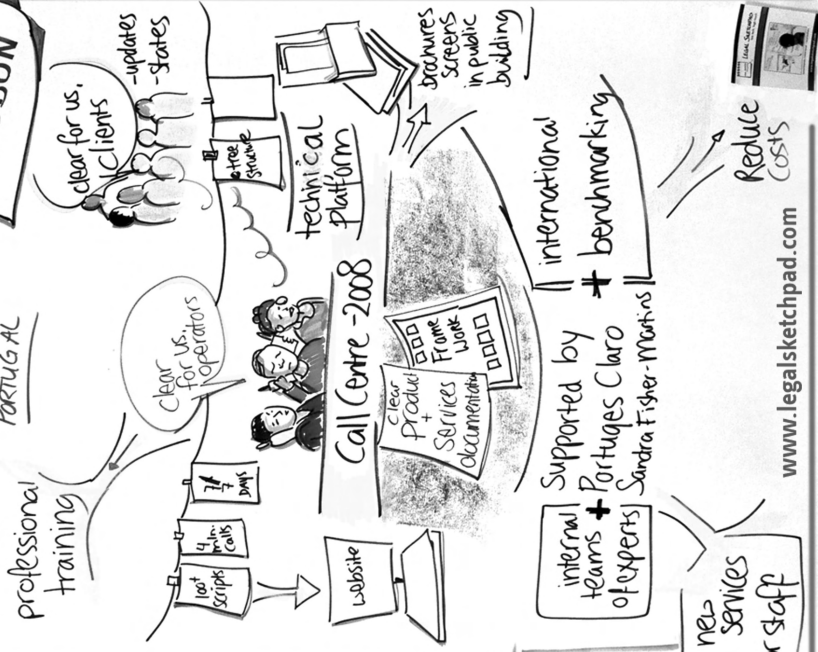 PORTUGAL
professional
training
clear
for us,
operators
clear for us,
clients
-updates
-states
100+
scripts
4
min.
calls
7/7
DAYS
tree
structure
technical
Platform
website
Call Centre - 2008
brochures
screens
in public
building
clear
Product
+
Services
documentation
Frame
Work
internal
teams
of experts
+
Supported by
Portugues Claro
Sandra Fisher-Martins
+
international
benchmarking
new
services
staff
Reduce
costs
www.legalsketchpad.com